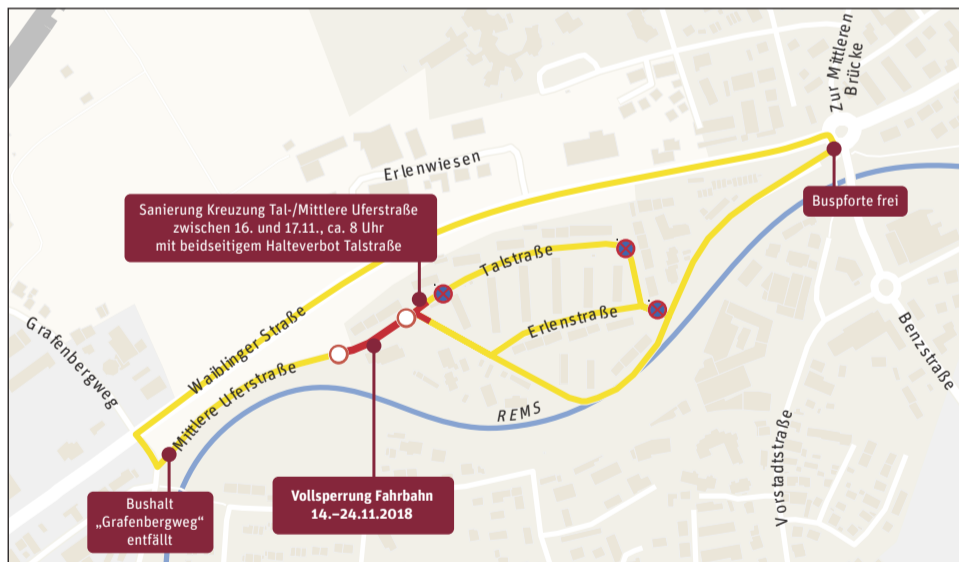 Zur Mittleren
Brücke
Erlenwiesen
Sanierung Kreuzung Tal-/Mittlere Uferstraße
zwischen 16. und 17.11., ca. 8 Uhr
mit beidseitigem Halteverbot Talstraße
Buspforte frei
Talstraße
Erlenstraße
Grafenbergweg
Waiblinger Straße
Mittlere Uferstraße
REMS
Benzstraße
Vorstadtstraße
Bushalt
„Grafenbergweg“
entfällt
Vollsperrung Fahrbahn
14.–24.11.2018